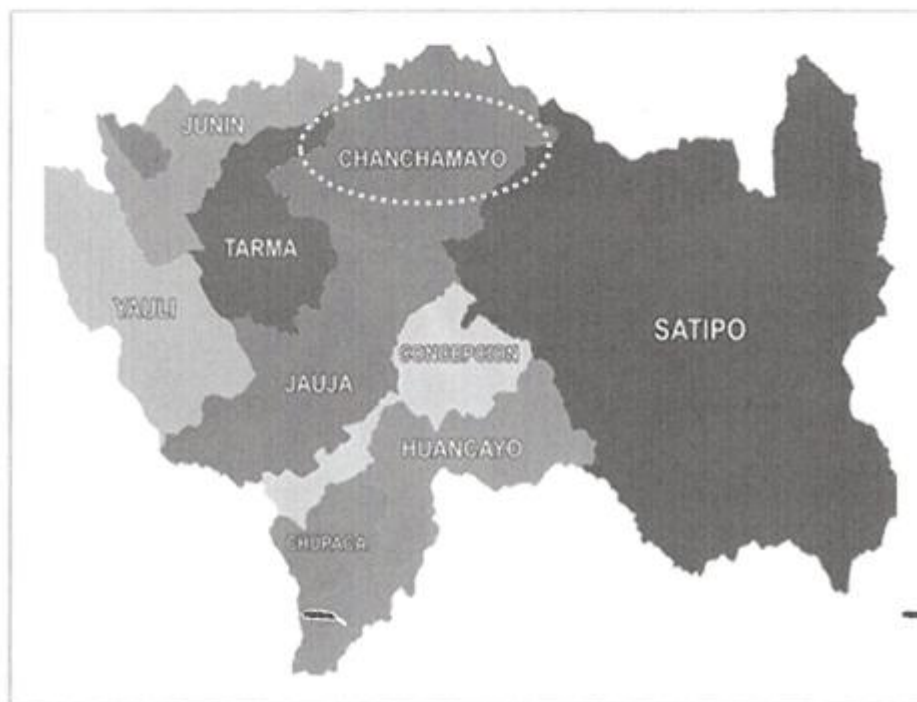 JUNIN
CHANCHAMAYO
TARMA
YAULI
SATIPO
CONCEPCION
JAUJA
HUANCAYO
CHUPACA